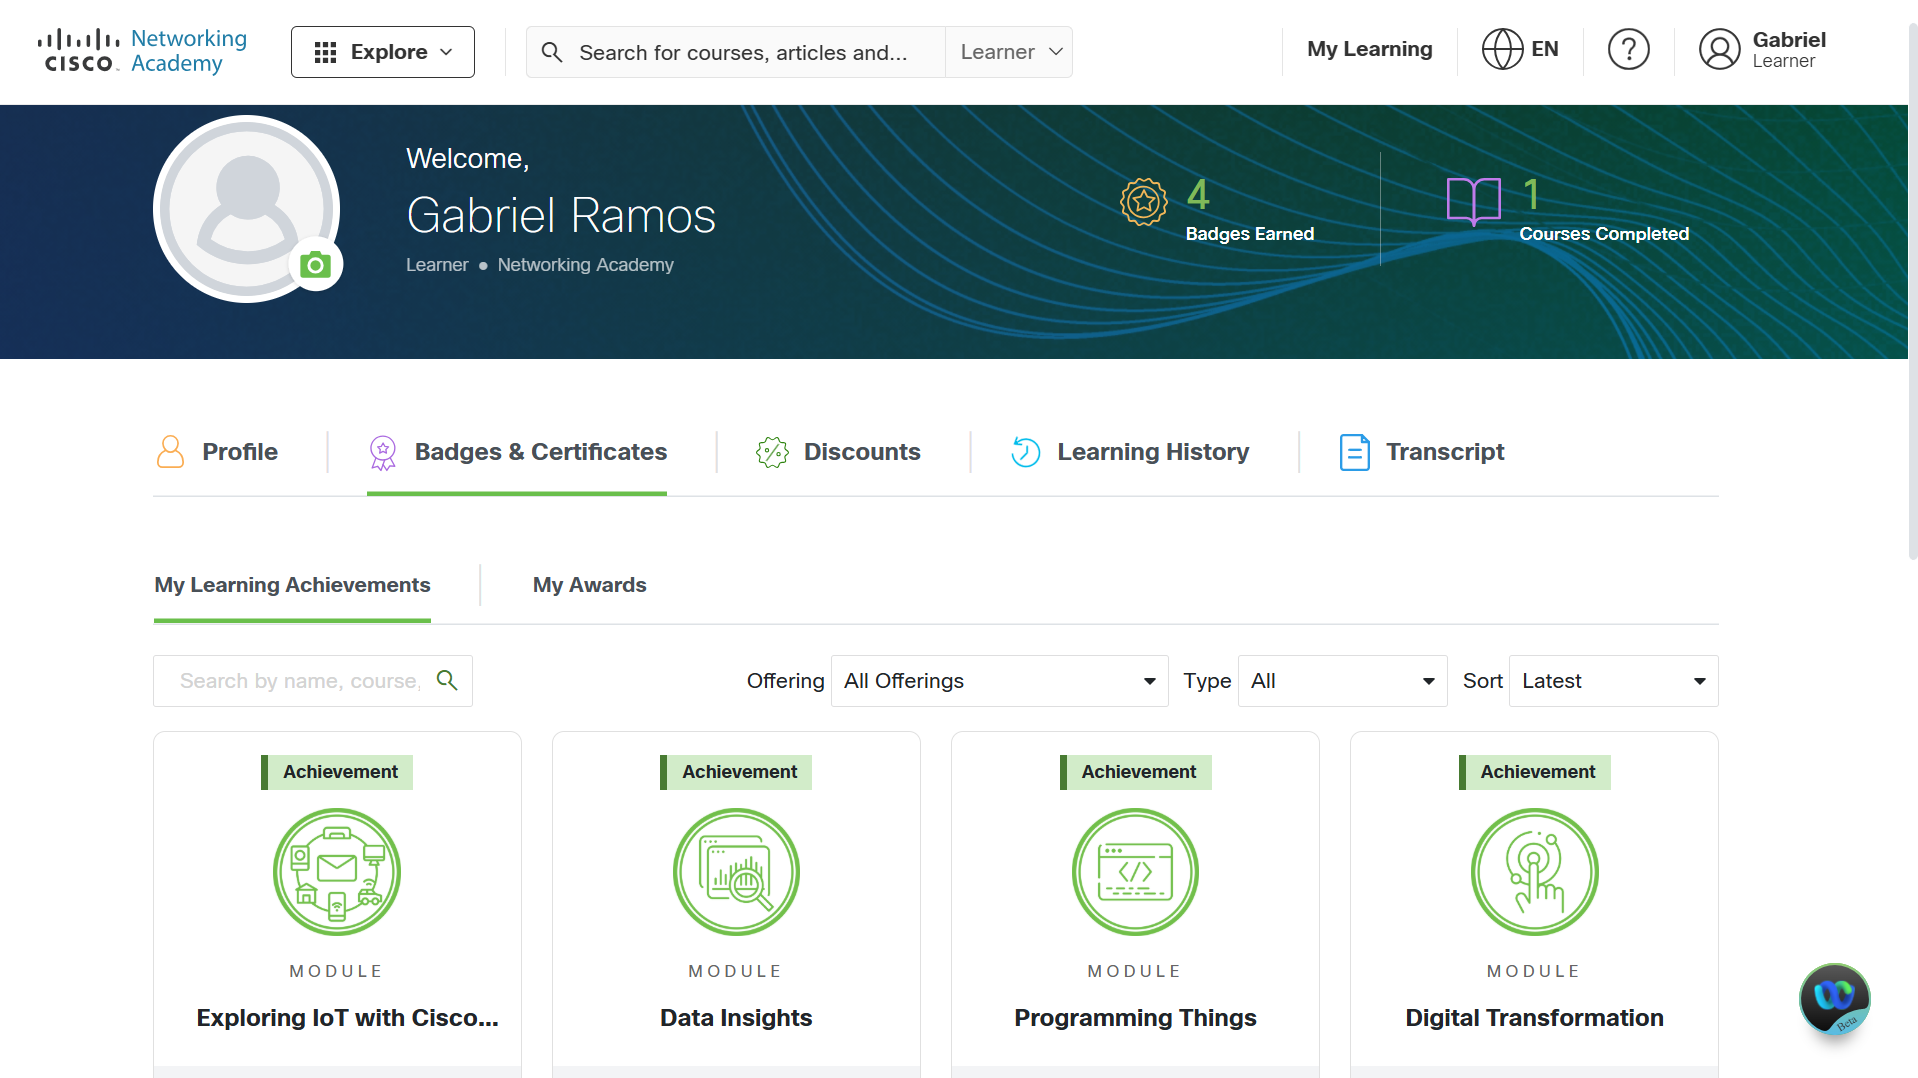 CISCO
Networking
Academy
Explore
Search for courses, articles and...
Learner
My Learning
EN
?
Gabriel
Learner
Welcome,
Gabriel Ramos
Learner ● Networking Academy
4
Badges Earned
1
Courses Completed
Profile
Badges & Certificates
Discounts
Learning History
Transcript
My Learning Achievements
My Awards
Search by name, course,
Offering
All Offerings
Type
All
Sort
Latest
Achievement
MODULE
Exploring IoT with Cisco...
Achievement
MODULE
Data Insights
Achievement
</>
MODULE
Programming Things
Achievement
MODULE
Digital Transformation
Beta